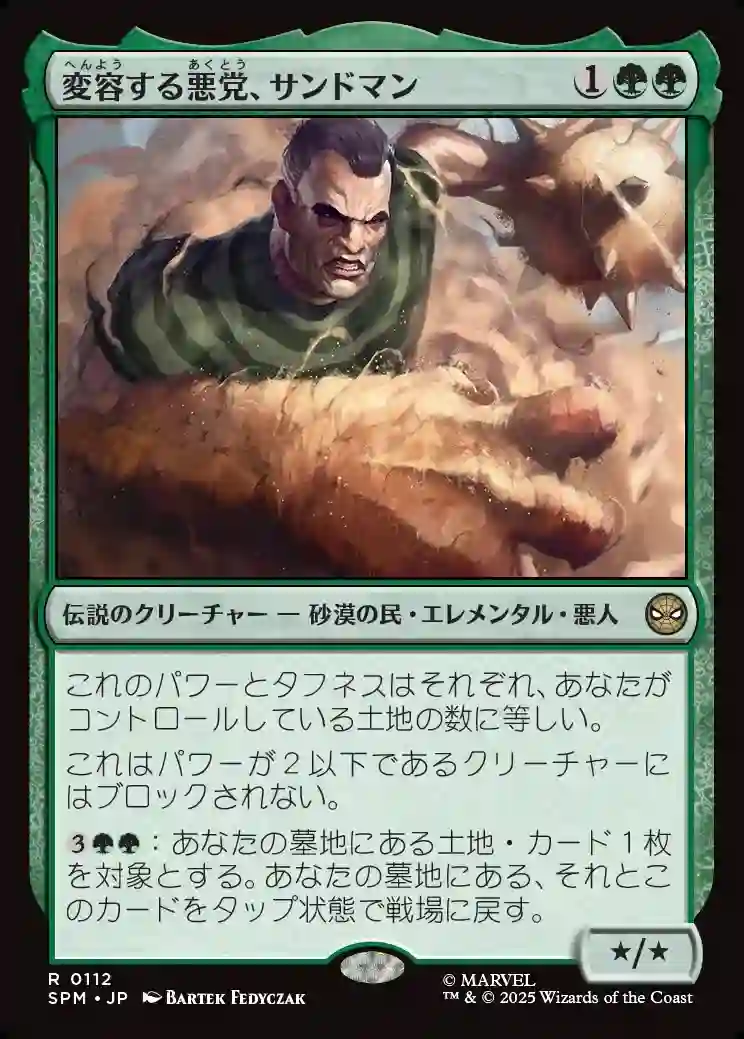 へんよう あくとう
変容する悪党、サンドマン 1
伝説のクリーチャー — 砂漠の民・エレメンタル・悪人
これのパワーとタフネスはそれぞれ、あなたが
コントロールしている土地の数に等しい。
これはパワーが2以下であるクリーチャーに
はブロックされない。
3:あなたの墓地にある土地・カード1枚
を対象とする。あなたの墓地にある、それとこ
のカードをタップ状態で戦場に戻す。
★/★
R 0112
SPM • JP Bartek Fedyczak
© MARVEL
™ & © 2025 Wizards of the Coast